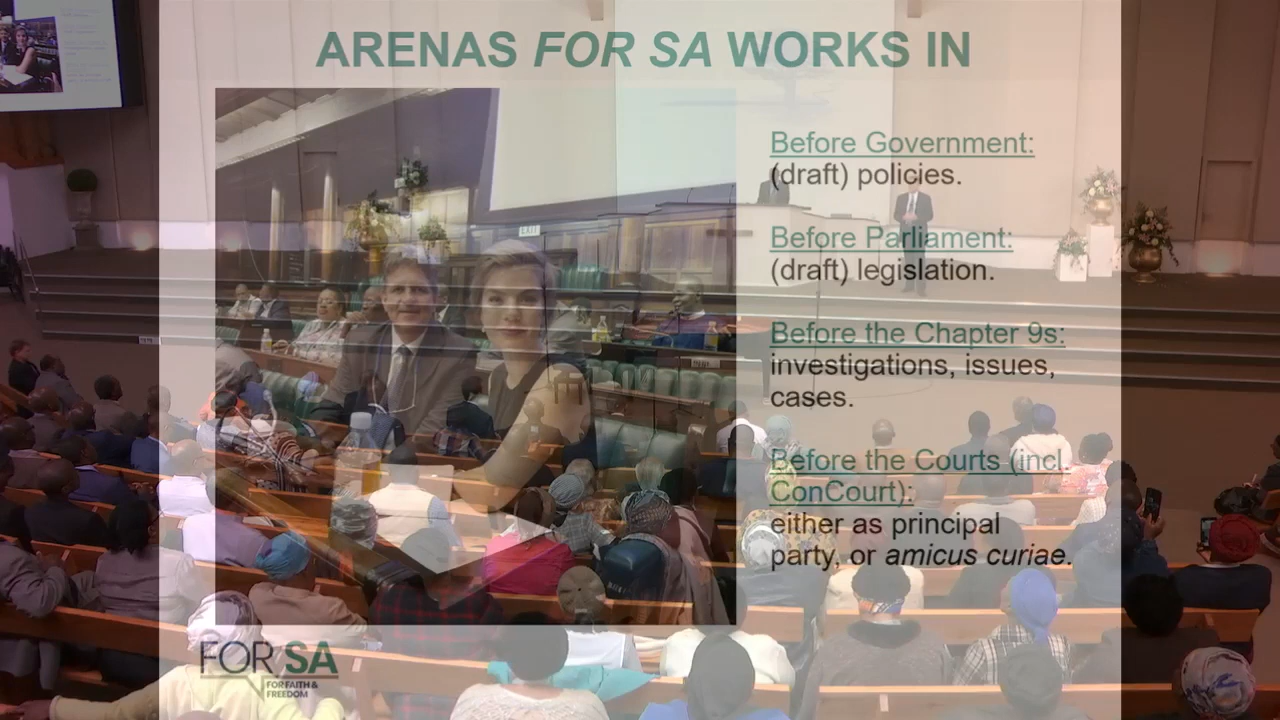 ARENAS FOR SA WORKS IN
Before Government:
(draft) policies.
Before Parliament:
(draft) legislation.
Before the Chapter 9s:
investigations, issues,
cases.
Before the Courts (incl.
ConCourt):
either as principal
party, or amicus curiae.
EXIT
FOR SA
FOR FAITH &
FREEDOM